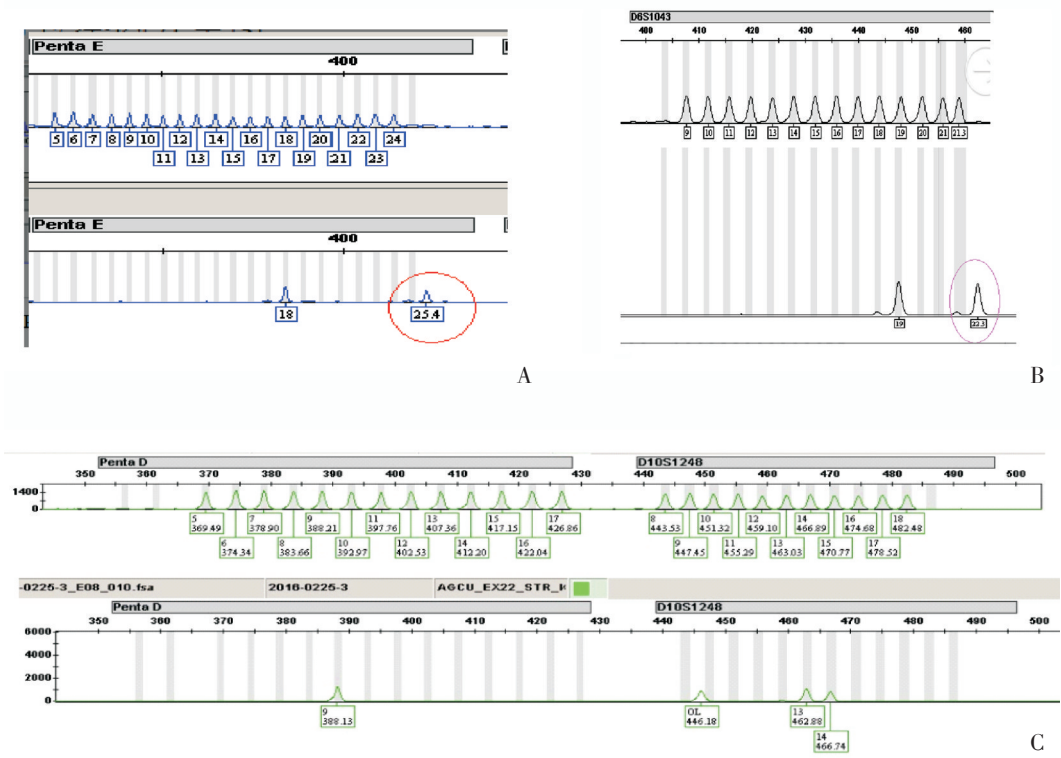 Penta E
400
5 6 7 8 9 10 12 14 16 18 20 22 24
11 13 15 17 19 21 23
Penta E
400
18 25.4
A
D6S1043
400 410 420 430 440 450 460
9 10 11 12 13 14 15 16 17 18 19 20 21 21.3
19 22.3
B
Penta D D10S1248
350 360 370 380 390 400 410 420 430 440 450 460 470 480 490 500
1400
0
5 7 9 11 13 15 17 8 10 12 14 16 18
369.49 378.90 388.21 397.76 407.36 417.15 426.86 443.53 451.32 459.10 466.89 474.68 482.48
6 8 10 12 14 16 9 11 13 15 17
374.34 383.66 392.97 402.53 412.20 422.04 447.45 455.29 463.03 470.77 478.52
-0225-3_E08_010.fsa 2016-0225-3 AGCU_EX22_STR_
Penta D D10S1248
350 360 370 380 390 400 410 420 430 440 450 460 470 480 490 500
6000
4000
2000
0
9 OL 13
388.13 446.18 462.88
14
466.74
C